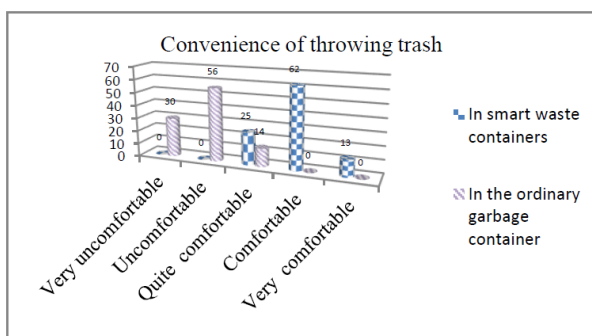 Convenience of throwing trash
70
60
50
40
30
20
10
0
0
30
0
56
25
14
62
0
13
0
Very uncomfortable
Uncomfortable
Quite comfortable
Comfortable
Very comfortable
In smart waste
containers
In the ordinary
garbage
container